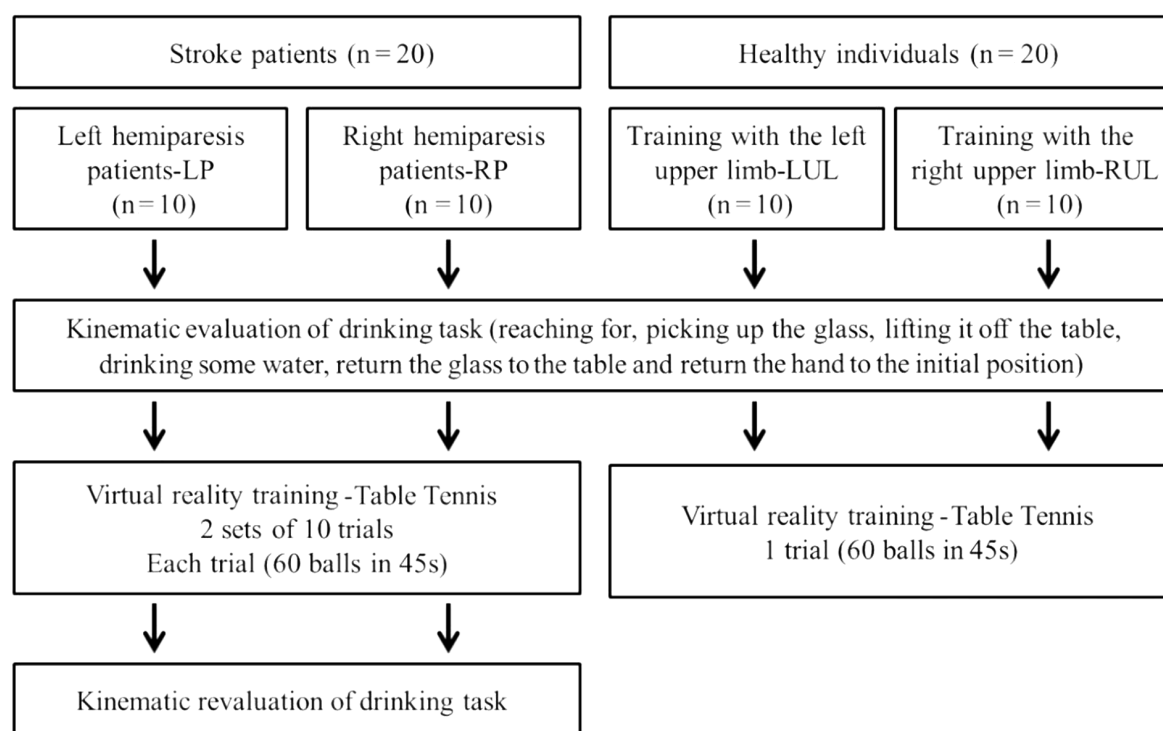 Stroke patients (n = 20)
Healthy individuals (n = 20)
Left hemiparesis
patients-LP
(n = 10)
Right hemiparesis
patients-RP
(n = 10)
Training with the left
upper limb-LUL
(n = 10)
Training with the
right upper limb-RUL
(n = 10)
Kinematic evaluation of drinking task (reaching for, picking up the glass, lifting it off the table,
drinking some water, return the glass to the table and return the hand to the initial position)
Virtual reality training - Table Tennis
2 sets of 10 trials
Each trial (60 balls in 45s)
Virtual reality training - Table Tennis
1 trial (60 balls in 45s)
Kinematic revaluation of drinking task